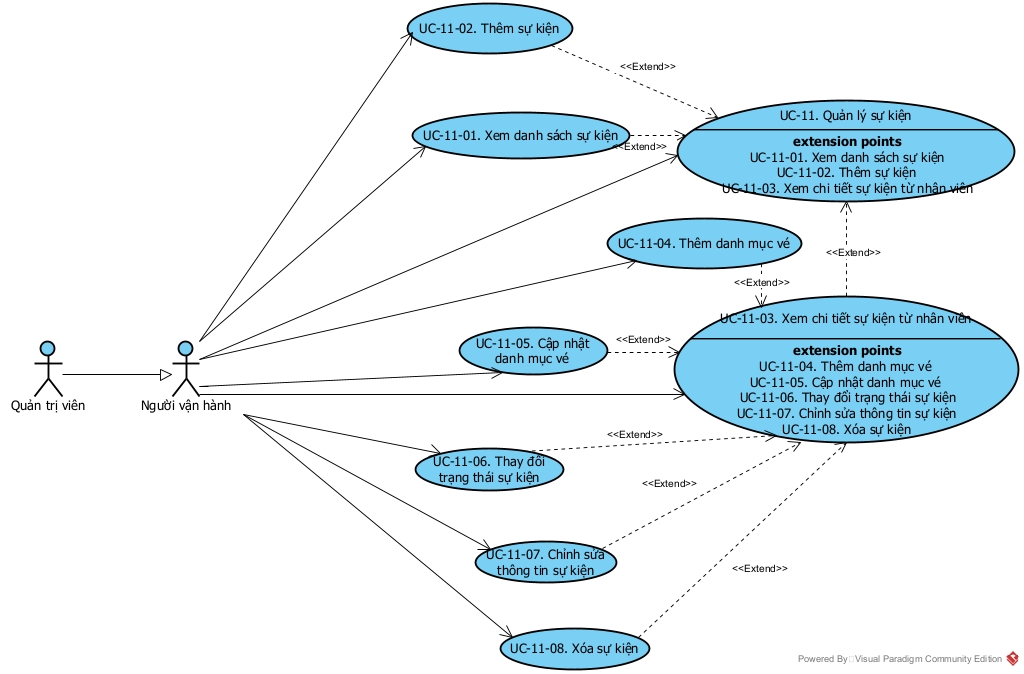 UC-11-02. Thêm sự kiện
<<Extend>>
UC-11. Quản lý sự kiện
extension points
UC-11-01. Xem danh sách sự kiện
UC-11-02. Thêm sự kiện
UC-11-03. Xem chi tiết sự kiện từ nhân viên
UC-11-01. Xem danh sách sự kiện
<<Extend>>
UC-11-04. Thêm danh mục vé
<<Extend>>
<<Extend>>
UC-11-03. Xem chi tiết sự kiện từ nhân viên
extension points
UC-11-04. Thêm danh mục vé
UC-11-05. Cập nhật danh mục vé
UC-11-06. Thay đổi trạng thái sự kiện
UC-11-07. Chỉnh sửa thông tin sự kiện
UC-11-08. Xóa sự kiện
UC-11-05. Cập nhật
danh mục vé
<<Extend>>
Quản trị viên
Người vận hành
UC-11-06. Thay đổi
trạng thái sự kiện
<<Extend>>
<<Extend>>
UC-11-07. Chỉnh sửa
thông tin sự kiện
<<Extend>>
UC-11-08. Xóa sự kiện
Powered By Visual Paradigm Community Edition